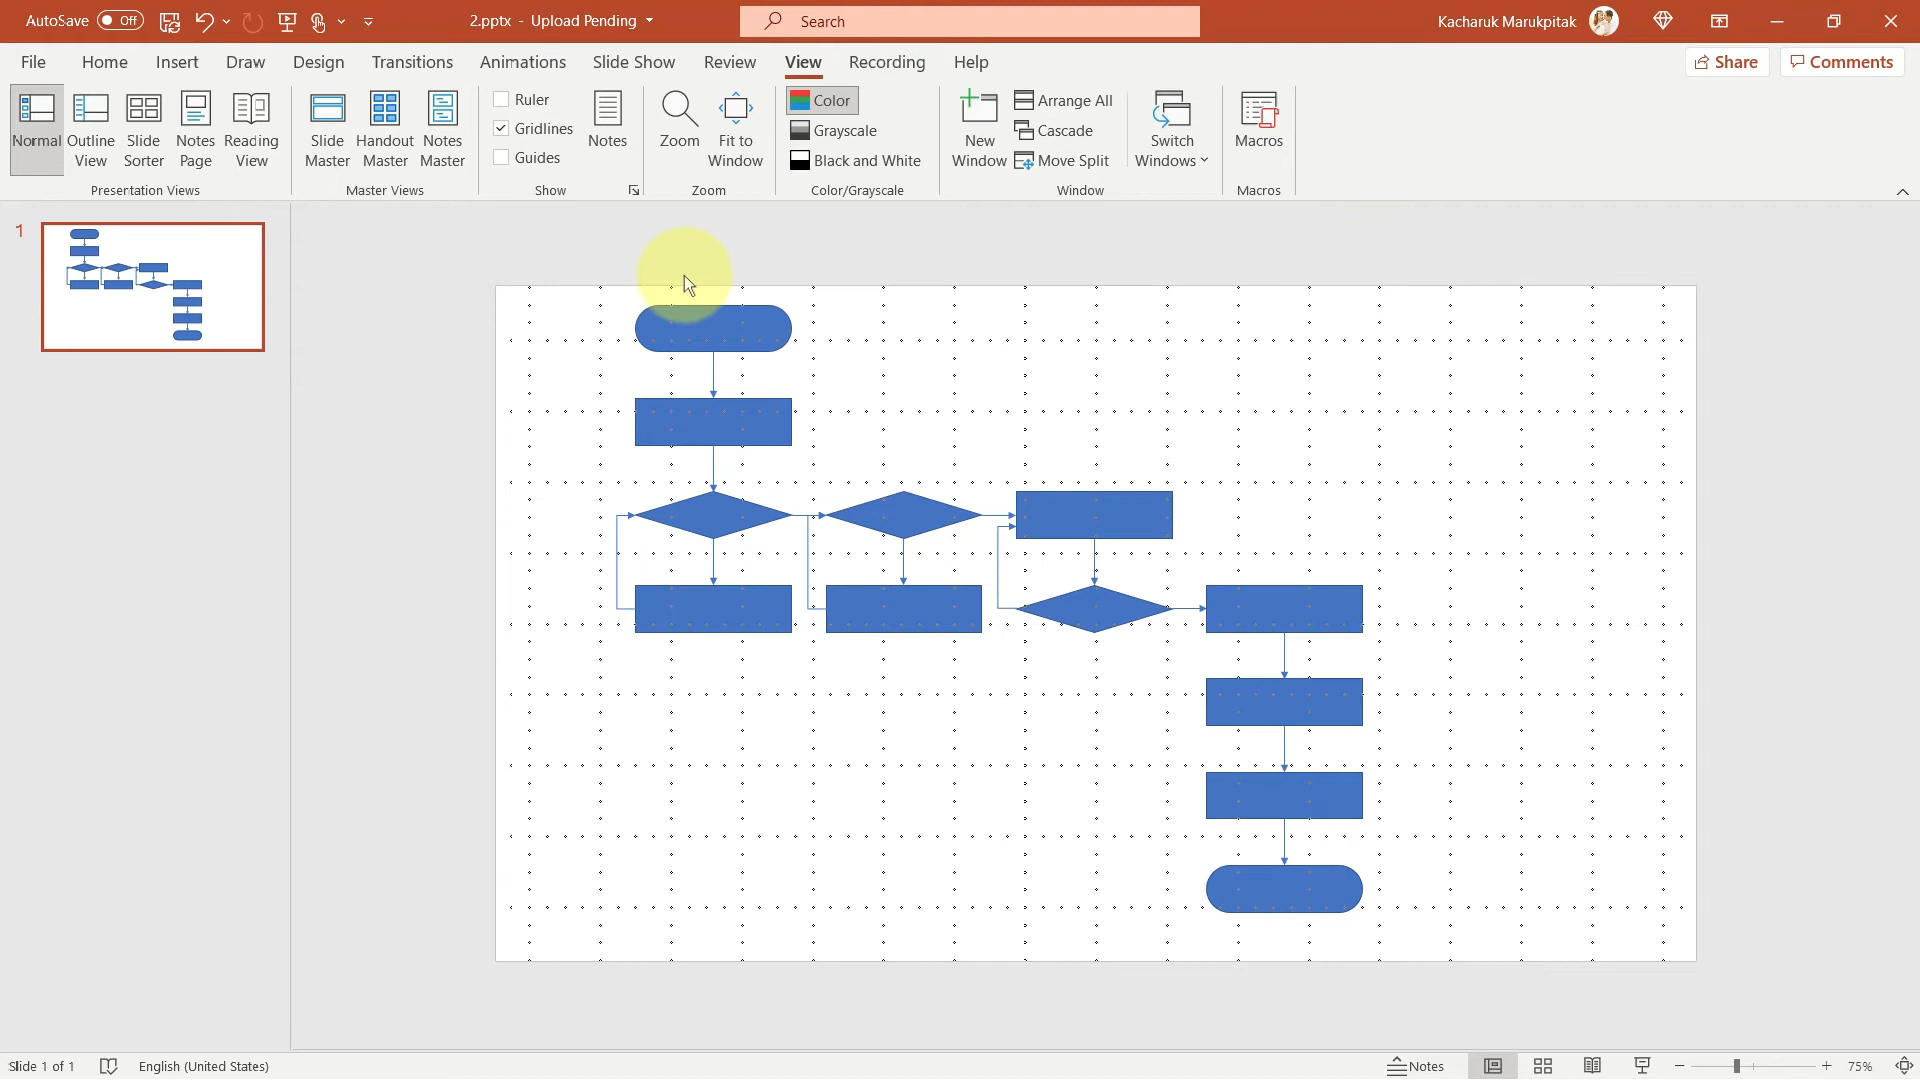 AutoSave Off 2.pptx - Upload Pending Search Kacharuk Marukpitak
File Home Insert Draw Design Transitions Animations Slide Show Review View Recording Help Share Comments
Normal Outline View Slide Sorter Notes Page Reading View
Presentation Views
Slide Master Handout Master Notes Master
Master Views
Ruler
Gridlines
Guides
Notes
Show
Zoom Fit to Window
Zoom
Color
Grayscale
Black and White
Color/Grayscale
New Window
Arrange All
Cascade
Move Split
Switch Windows
Window
Macros
Macros
1
Slide 1 of 1 English (United States) Notes 75%